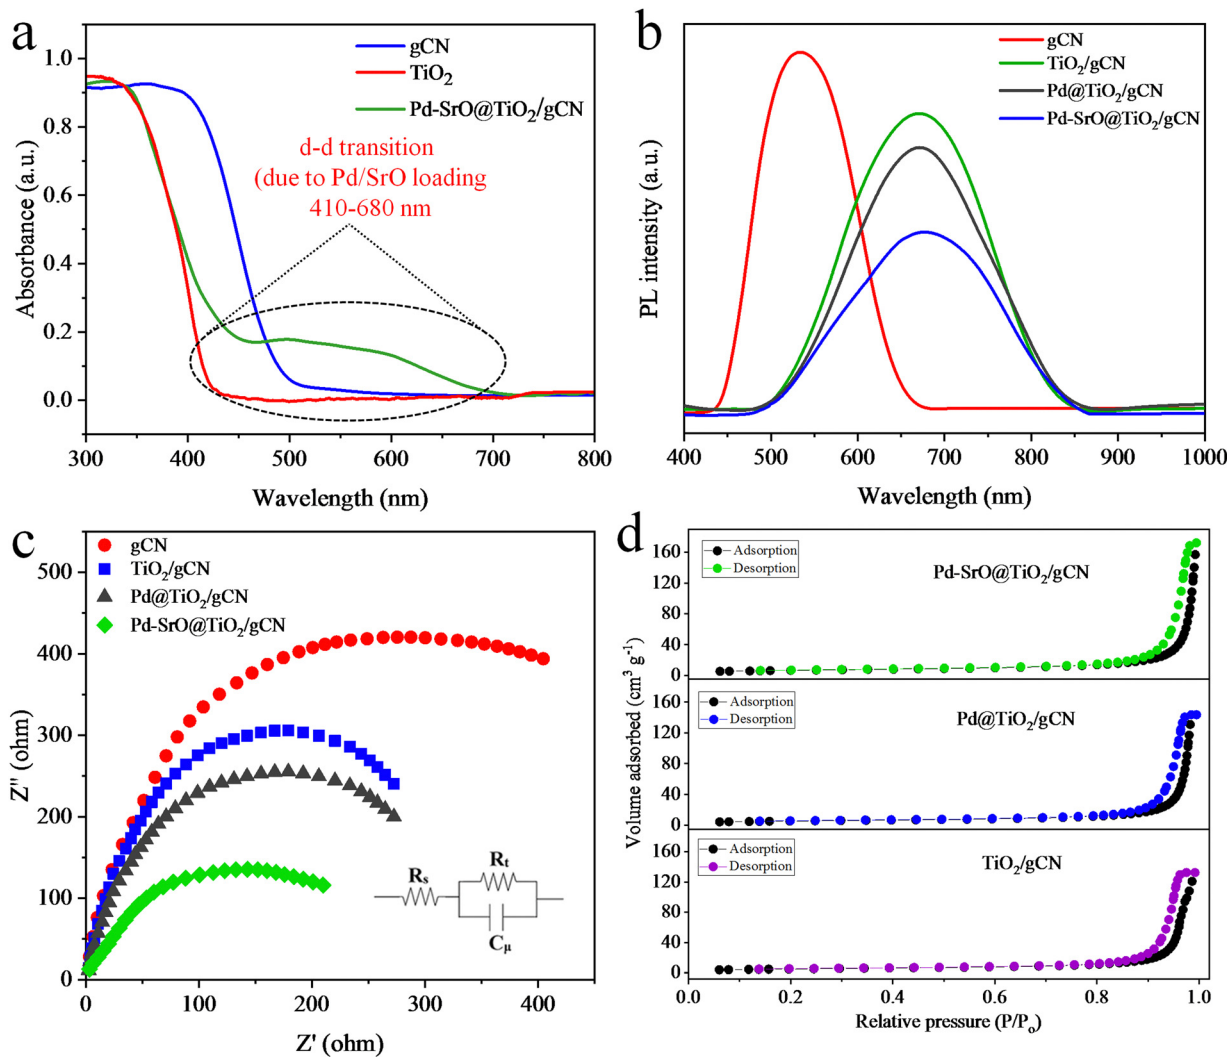 a
gCN
TiO2
Pd-SrO@TiO2/gCN
d-d transition
(due to Pd/SrO loading
410-680 nm
Absorbance (a.u.)
1.0
0.8
0.6
0.4
0.2
0.0
300 400 500 600 700 800
Wavelength (nm)
b
gCN
TiO2/gCN
Pd@TiO2/gCN
Pd-SrO@TiO2/gCN
PL intensity (a.u.)
400 500 600 700 800 900 1000
Wavelength (nm)
c
gCN
TiO2/gCN
Pd@TiO2/gCN
Pd-SrO@TiO2/gCN
Z'' (ohm)
500
400
300
200
100
0
Rs
Rt
Cμ
0 100 200 300 400
Z' (ohm)
d
Volume adsorbed (cm3 g-1)
Adsorption
Desorption
Pd-SrO@TiO2/gCN
160
120
80
40
0
Adsorption
Desorption
Pd@TiO2/gCN
160
120
80
40
0
Adsorption
Desorption
TiO2/gCN
160
120
80
40
0
0.0 0.2 0.4 0.6 0.8 1.0
Relative pressure (P/Po)